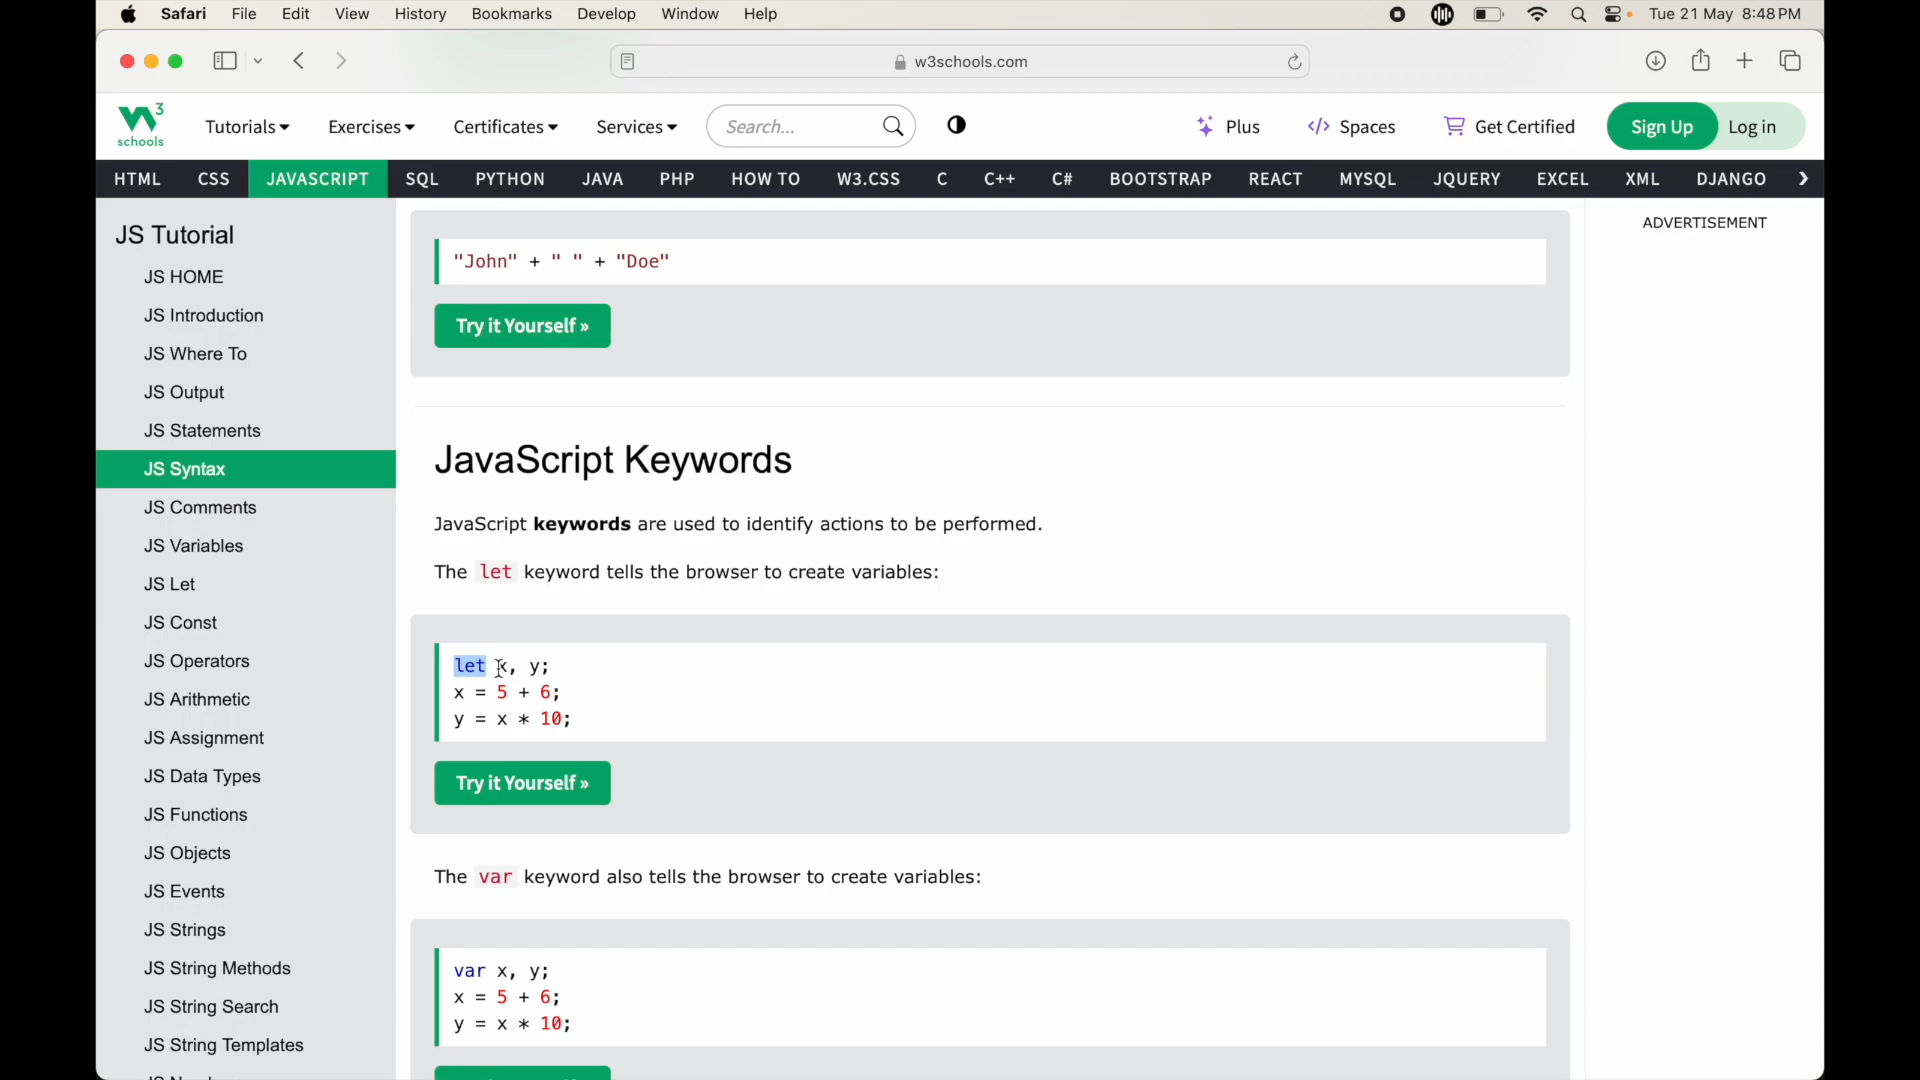 Safari File Edit View History Bookmarks Develop Window Help Tue 21 May 8:48 PM
w3schools.com
W3 schools Tutorials Exercises Certificates Services Search... Plus </> Spaces Get Certified Sign Up Log in
HTML CSS JAVASCRIPT SQL PYTHON JAVA PHP HOW TO W3.CSS C C++ C# BOOTSTRAP REACT MYSQL JQUERY EXCEL XML DJANGO
JS Tutorial
JS HOME
JS Introduction
JS Where To
JS Output
JS Statements
JS Syntax
JS Comments
JS Variables
JS Let
JS Const
JS Operators
JS Arithmetic
JS Assignment
JS Data Types
JS Functions
JS Objects
JS Events
JS Strings
JS String Methods
JS String Search
JS String Templates
"John" + " " + "Doe"
Try it Yourself »
JavaScript Keywords
JavaScript keywords are used to identify actions to be performed.
The let keyword tells the browser to create variables:
let x, y;
x = 5 + 6;
y = x * 10;
Try it Yourself »
The var keyword also tells the browser to create variables:
var x, y;
x = 5 + 6;
y = x * 10;
ADVERTISEMENT